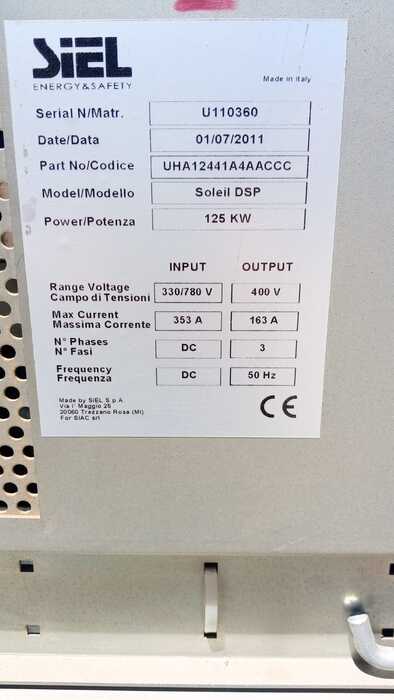 SiEL
ENERGY&SAFETY
Made in Italy
Serial N/Matr. U110360
Date/Data 01/07/2011
Part No/Codice UHA12441A4AACCC
Model/Modello Soleil DSP
Power/Potenza 125 KW
INPUT OUTPUT
Range Voltage
Campo di Tensioni 330/780 V 400 V
Max Current
Massima Corrente 353 A 163 A
N° Phases
N° Fasi DC 3
Frequency
Frequenza DC 50 Hz
Made by SIEL S.p.A.
Via I° Maggio 25
20060 Trezzano Rosa (MI)
For SIAC srl
CE